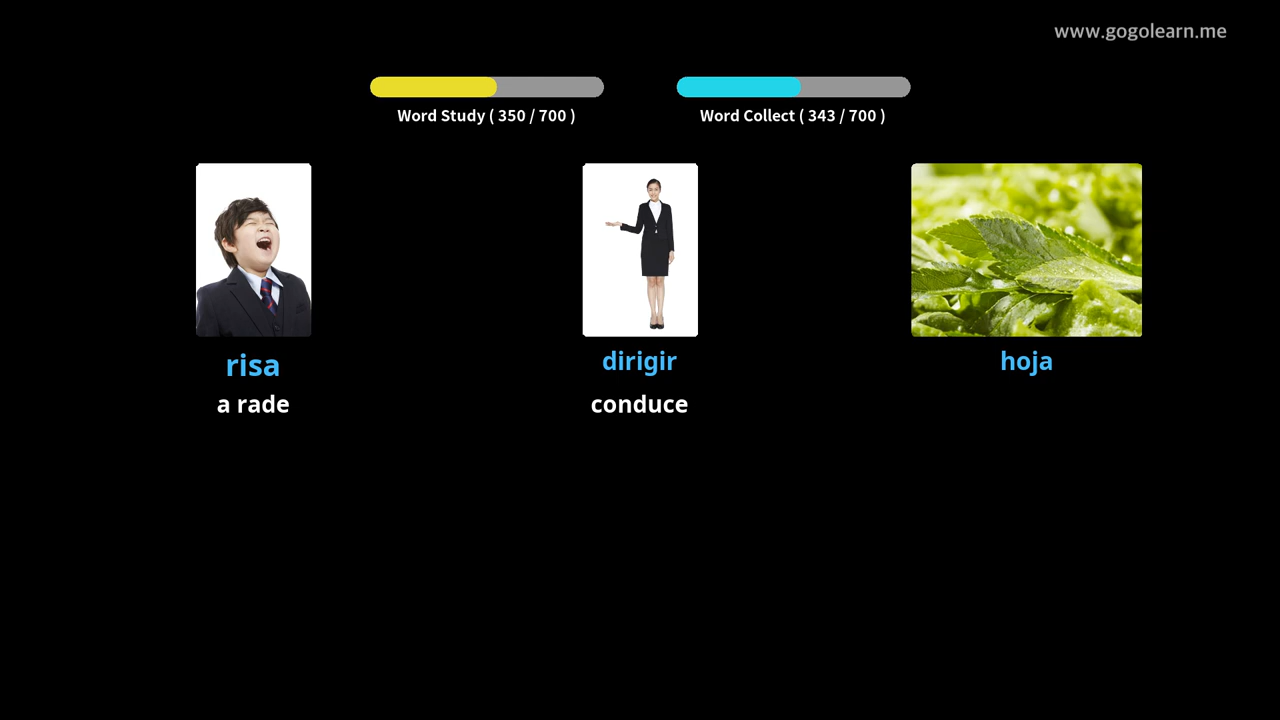 www.gogolearn.me
Word Study ( 350 / 700 )
Word Collect ( 343 / 700 )
risa
dirigir
hoja
a rade
conduce